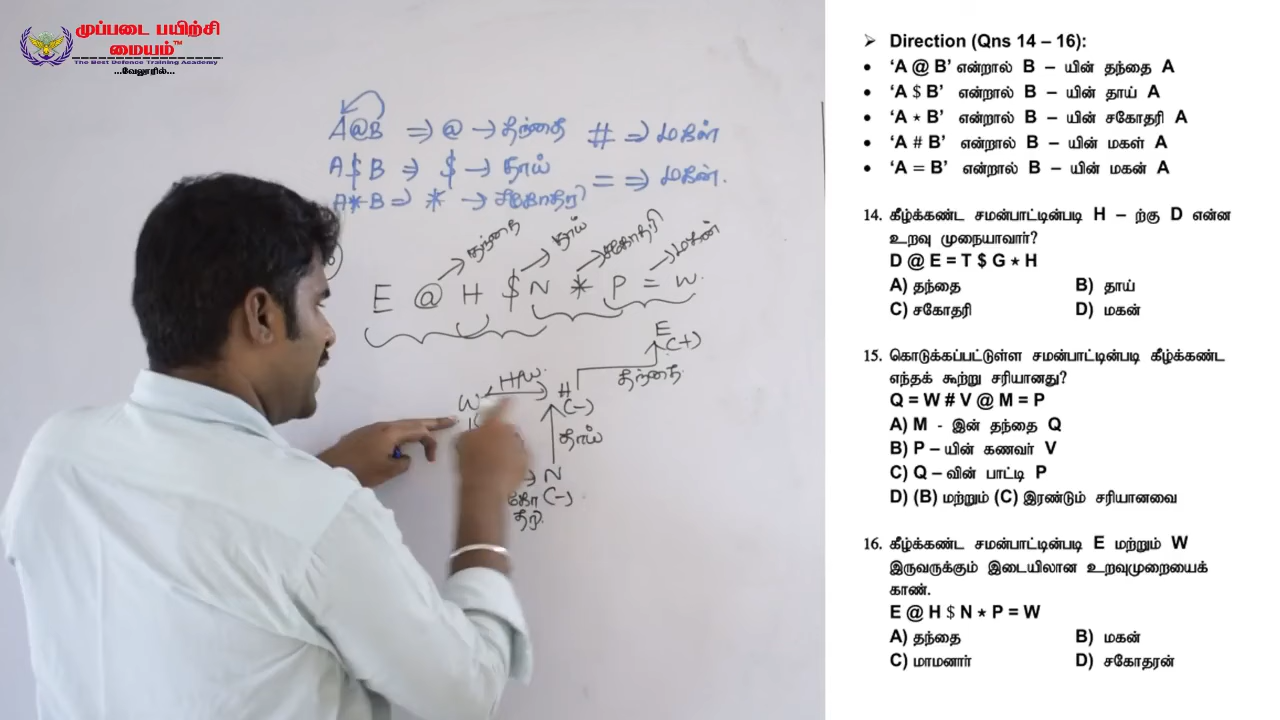 முப்படை பயிற்சி
மையம்™
The Best Defence Training Academy
...வேலூரில்...
A@B ⇒ @ → தந்தை # ⇒ மகள்
A$B ⇒ $ → தாய் = ⇒ மகன்.
A*B ⇒ * → சகோதரி
→ தந்தை → தாய் → சகோதரி → மகன்
E @ H $ N * P = W.
E
(+)
தந்தை.
H/W.
W H
(-)
தாய்
N
(-)
➤ Direction (Qns 14 – 16):
• ‘A @ B’ என்றால் B – யின் தந்தை A
• ‘A $ B’ என்றால் B – யின் தாய் A
• ‘A ⋆ B’ என்றால் B – யின் சகோதரி A
• ‘A # B’ என்றால் B – யின் மகள் A
• ‘A = B’ என்றால் B – யின் மகன் A
14. கீழ்க்கண்ட சமன்பாட்டின்படி H – ற்கு D என்ன
உறவு முறையாவார்?
D @ E = T $ G ⋆ H
A) தந்தை B) தாய்
C) சகோதரி D) மகன்
15. கொடுக்கப்பட்டுள்ள சமன்பாட்டின்படி கீழ்க்கண்ட
எந்தக் கூற்று சரியானது?
Q = W # V @ M = P
A) M - இன் தந்தை Q
B) P – யின் கணவர் V
C) Q – வின் பாட்டி P
D) (B) மற்றும் (C) இரண்டும் சரியானவை
16. கீழ்க்கண்ட சமன்பாட்டின்படி E மற்றும் W
இருவருக்கும் இடையிலான உறவுமுறையைக்
காண்.
E @ H $ N ⋆ P = W
A) தந்தை B) மகன்
C) மாமனார் D) சகோதரன்